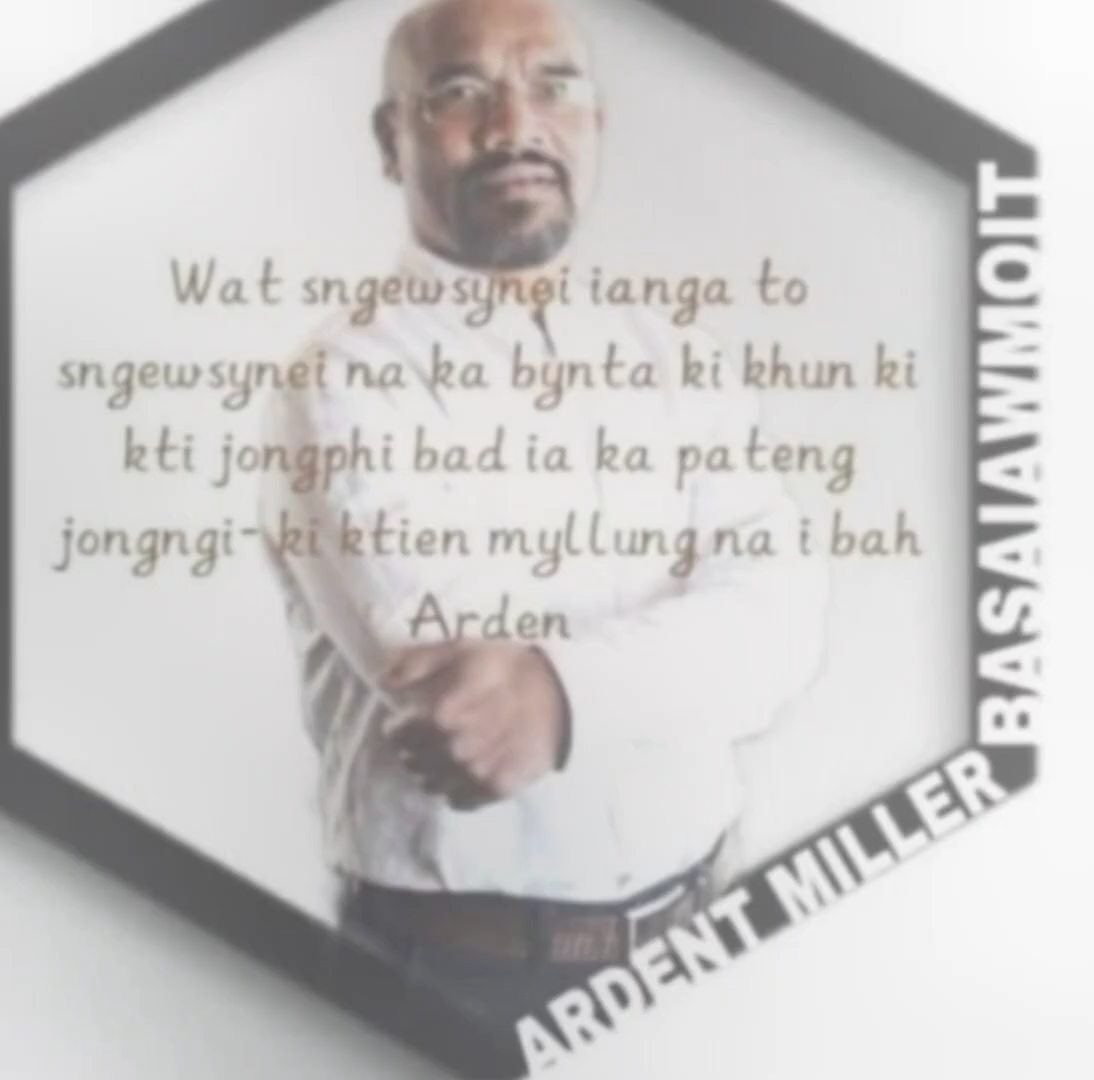 Wat sngewsynei ianga to
sngewsynei na ka bynta ki khun ki
kti jongphi bad ia ka pateng
jongngi- ki ktien myllung na i bah
Arden
ARDENT MILLER
BASAIAWMOIT